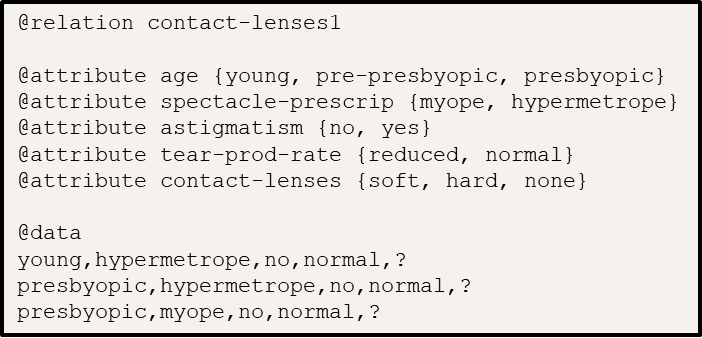 @relation contact-lenses1
@attribute age {young, pre-presbyopic, presbyopic}
@attribute spectacle-prescrip {myope, hypermetrope}
@attribute astigmatism {no, yes}
@attribute tear-prod-rate {reduced, normal}
@attribute contact-lenses {soft, hard, none}
@data
young,hypermetrope,no,normal,?
presbyopic,hypermetrope,no,normal,?
presbyopic,myope,no,normal,?